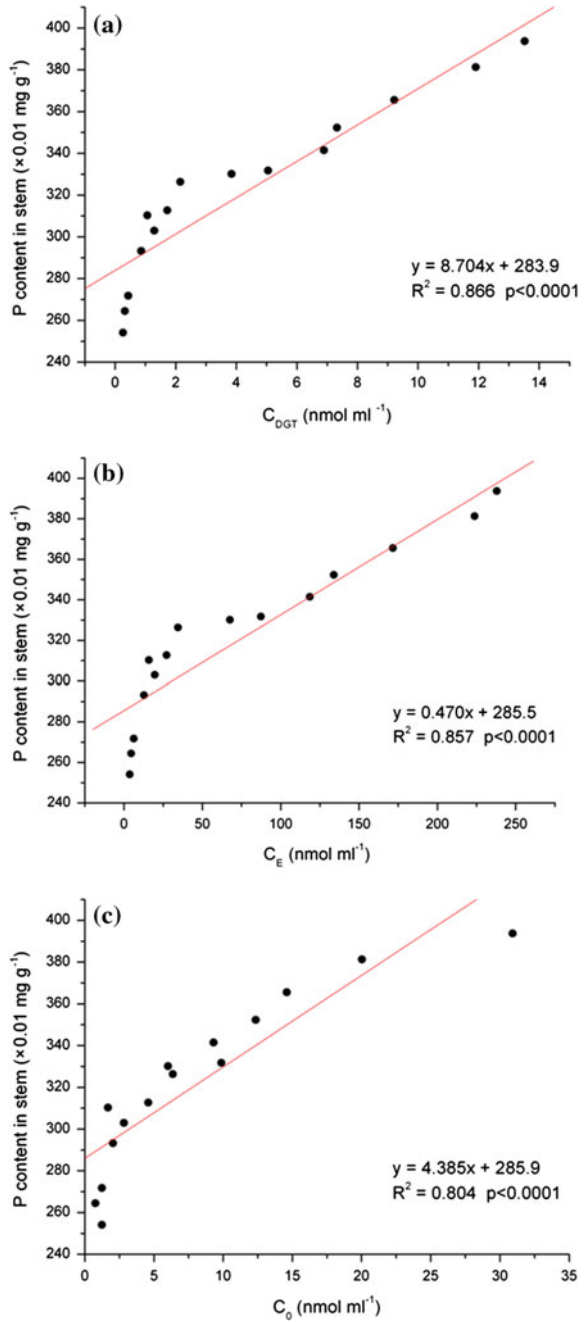 (a)
400
380
360
340
320
300
280
260
240
P content in stem (×0.01 mg g⁻¹)
y = 8.704x + 283.9
R² = 0.866 p<0.0001
0 2 4 6 8 10 12 14
C_DGT (nmol ml⁻¹)
(b)
400
380
360
340
320
300
280
260
240
P content in stem (×0.01 mg g⁻¹)
y = 0.470x + 285.5
R² = 0.857 p<0.0001
0 50 100 150 200 250
C_E (nmol ml⁻¹)
(c)
400
380
360
340
320
300
280
260
240
P content in stem (×0.01 mg g⁻¹)
y = 4.385x + 285.9
R² = 0.804 p<0.0001
0 5 10 15 20 25 30 35
C₀ (nmol ml⁻¹)